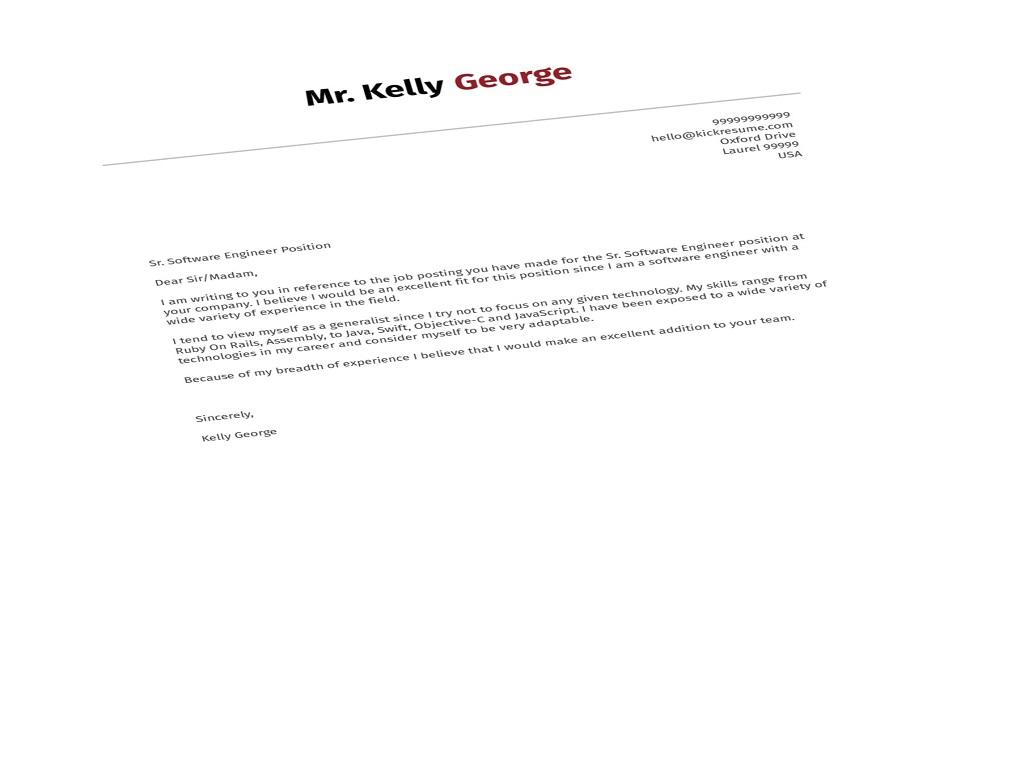 Mr. Kelly George
99999999999
hello@kickresume.com
Oxford Drive
Laurel 99999
USA
Sr. Software Engineer Position
Dear Sir/Madam,
I am writing to you in reference to the job posting you have made for the Sr. Software Engineer position at
your company. I believe I would be an excellent fit for this position since I am a software engineer with a
wide variety of experience in the field.
I tend to view myself as a generalist since I try not to focus on any given technology. My skills range from
Ruby On Rails, Assembly, to Java, Swift, Objective-C and JavaScript. I have been exposed to a wide variety of
technologies in my career and consider myself to be very adaptable.
Because of my breadth of experience I believe that I would make an excellent addition to your team.
Sincerely,
Kelly George